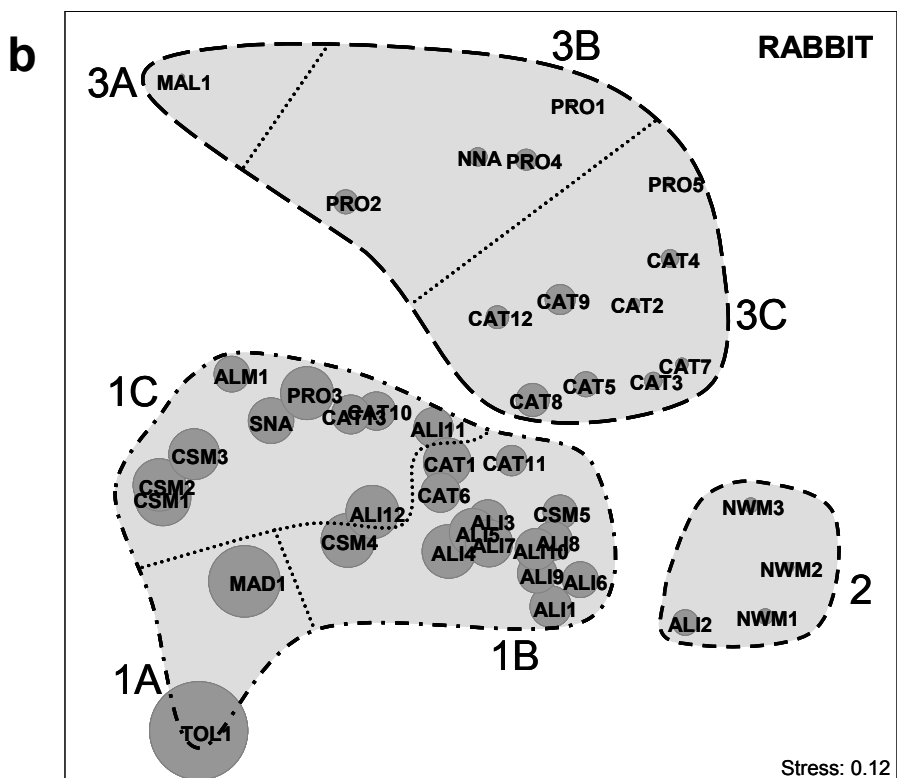 b
RABBIT
3B
3A
MAL1
PRO1
NNA
PRO4
PRO2
PRO5
CAT4
CAT9
CAT2
CAT12
3C
CAT7
CAT3
CAT5
CAT8
1C
ALM1
PRO3
CAT10
CAT13
SNA
ALI11
CSM3
CAT1
CAT11
CSM2
CAT6
CSM1
ALI12
ALI3
CSM5
ALI5
CSM4
ALI7
ALI8
ALI4
ALI10
MAD1
ALI9
ALI6
ALI1
NWM3
NWM2
2
NWM1
ALI2
1B
1A
TOL1
Stress: 0.12